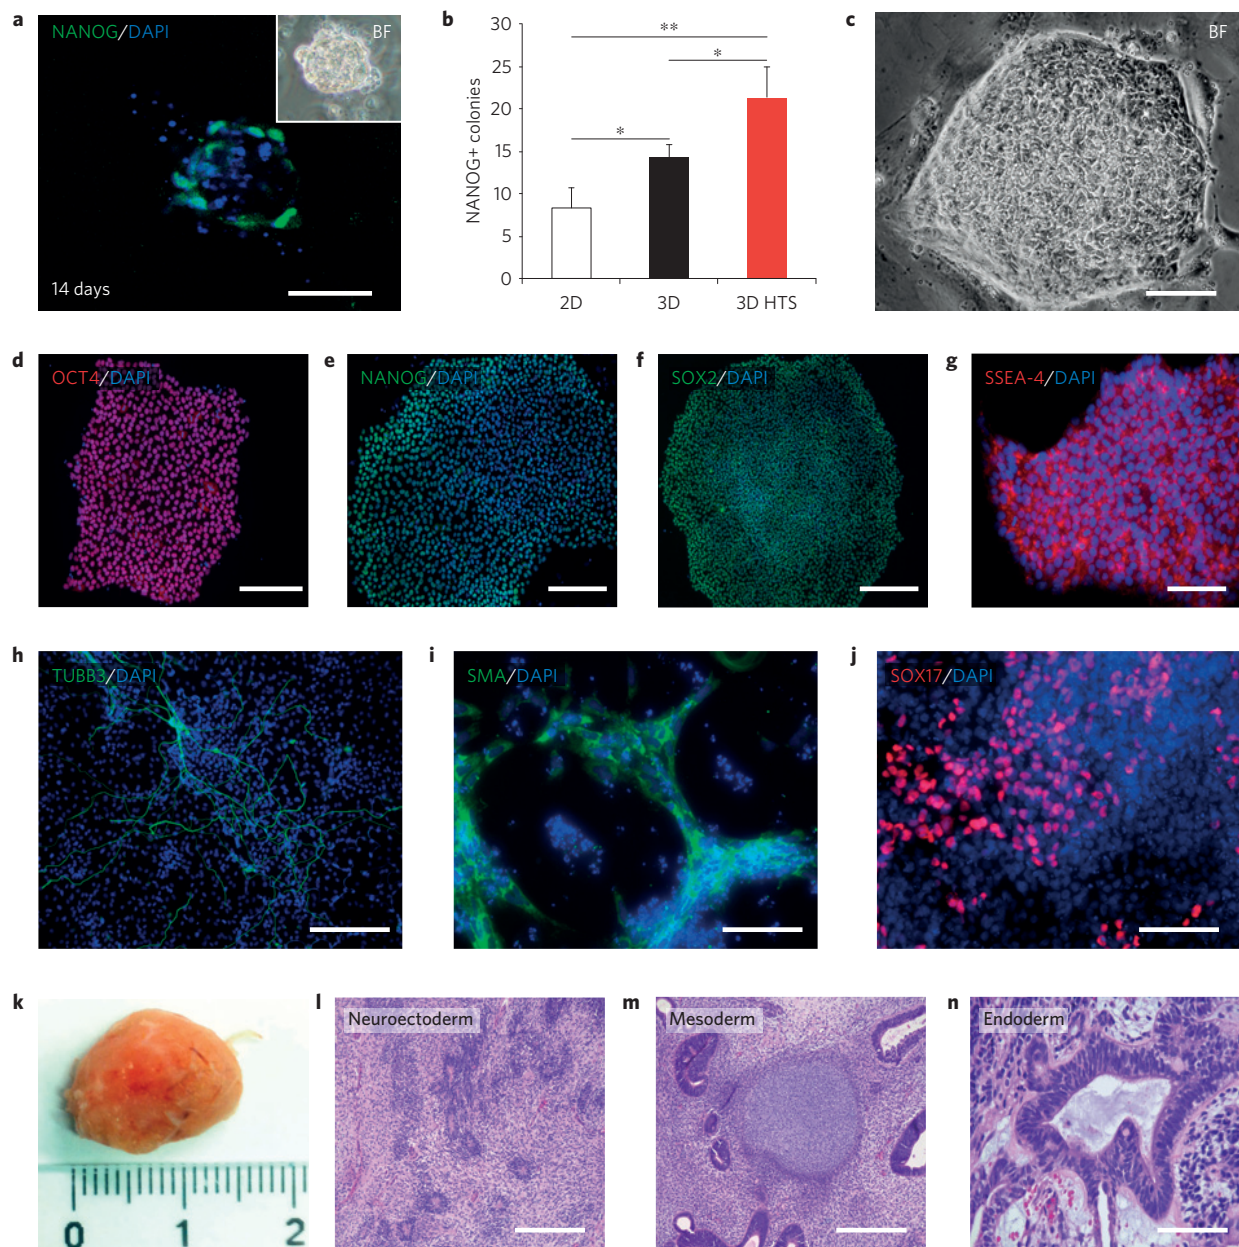 a
NANOG/DAPI
BF
14 days
b
NANOG+ colonies
30
25
20
15
10
5
0
**
*
*
2D
3D
3D HTS
c
BF
d
OCT4/DAPI
e
NANOG/DAPI
f
SOX2/DAPI
g
SSEA-4/DAPI
h
TUBB3/DAPI
i
SMA/DAPI
j
SOX17/DAPI
k
0 1 2
l
Neuroectoderm
m
Mesoderm
n
Endoderm